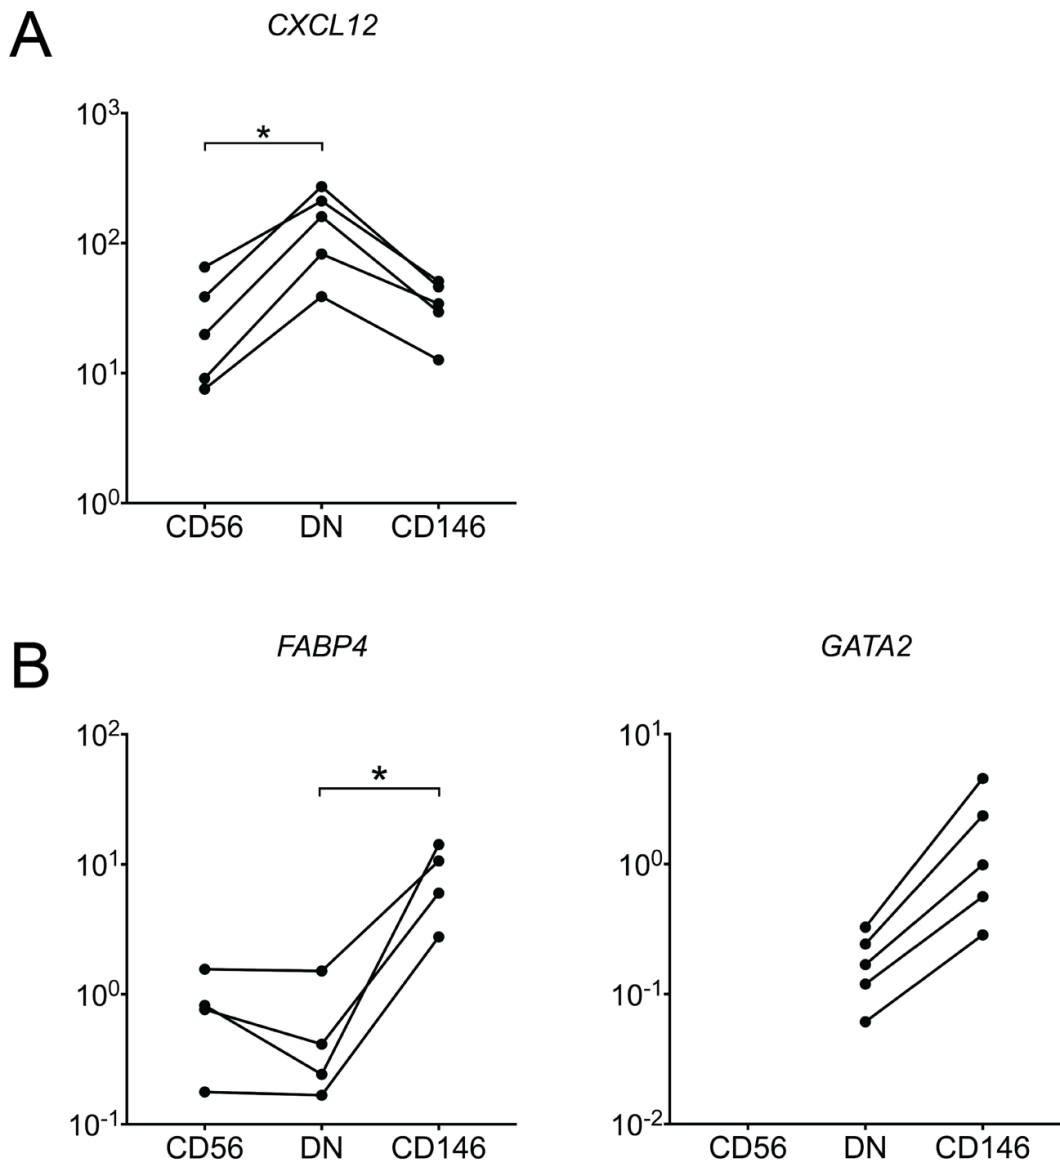 A
CXCL12
10³
*
10²
10¹
10⁰
CD56 DN CD146
B
FABP4 GATA2
10² 10¹
*
10¹ 10⁰
10⁰ 10⁻¹
10⁻¹ 10⁻²
CD56 DN CD146 CD56 DN CD146